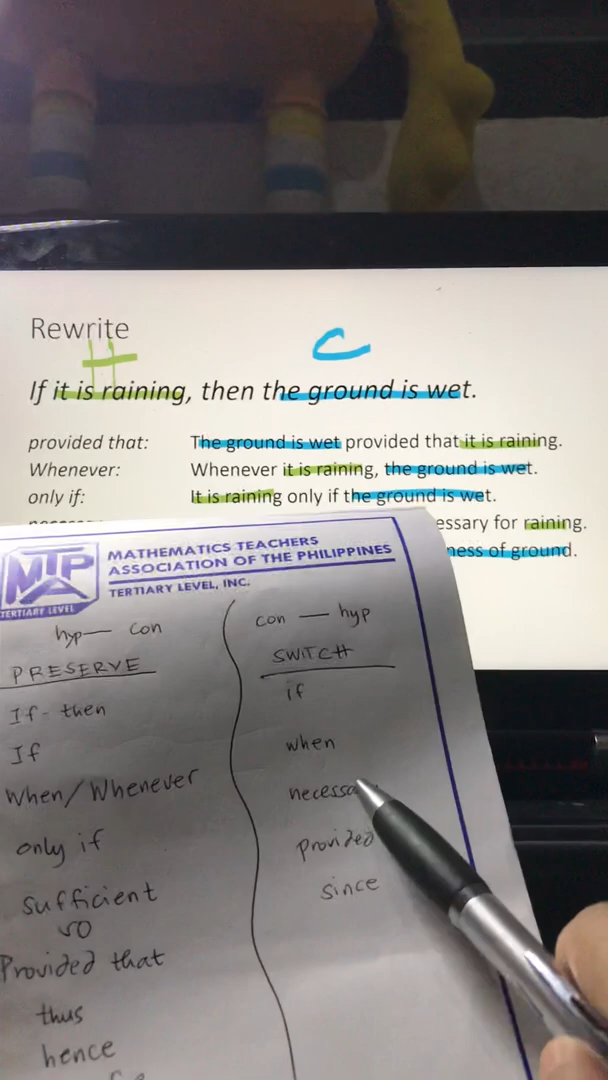 Rewrite
H
C
If it is raining, then the ground is wet.
provided that: The ground is wet provided that it is raining.
Whenever: Whenever it is raining, the ground is wet.
only if: It is raining only if the ground is wet.
essary for raining.
ness of ground.
MTAP
TERTIARY LEVEL
MATHEMATICS TEACHERS
ASSOCIATION OF THE PHILIPPINES
TERTIARY LEVEL, INC.
hyp — con
PRESERVE
If - then
If
When/Whenever
only if
sufficient
so
Provided that
thus
hence
con — hyp
SWITCH
if
when
necessa
provided
since